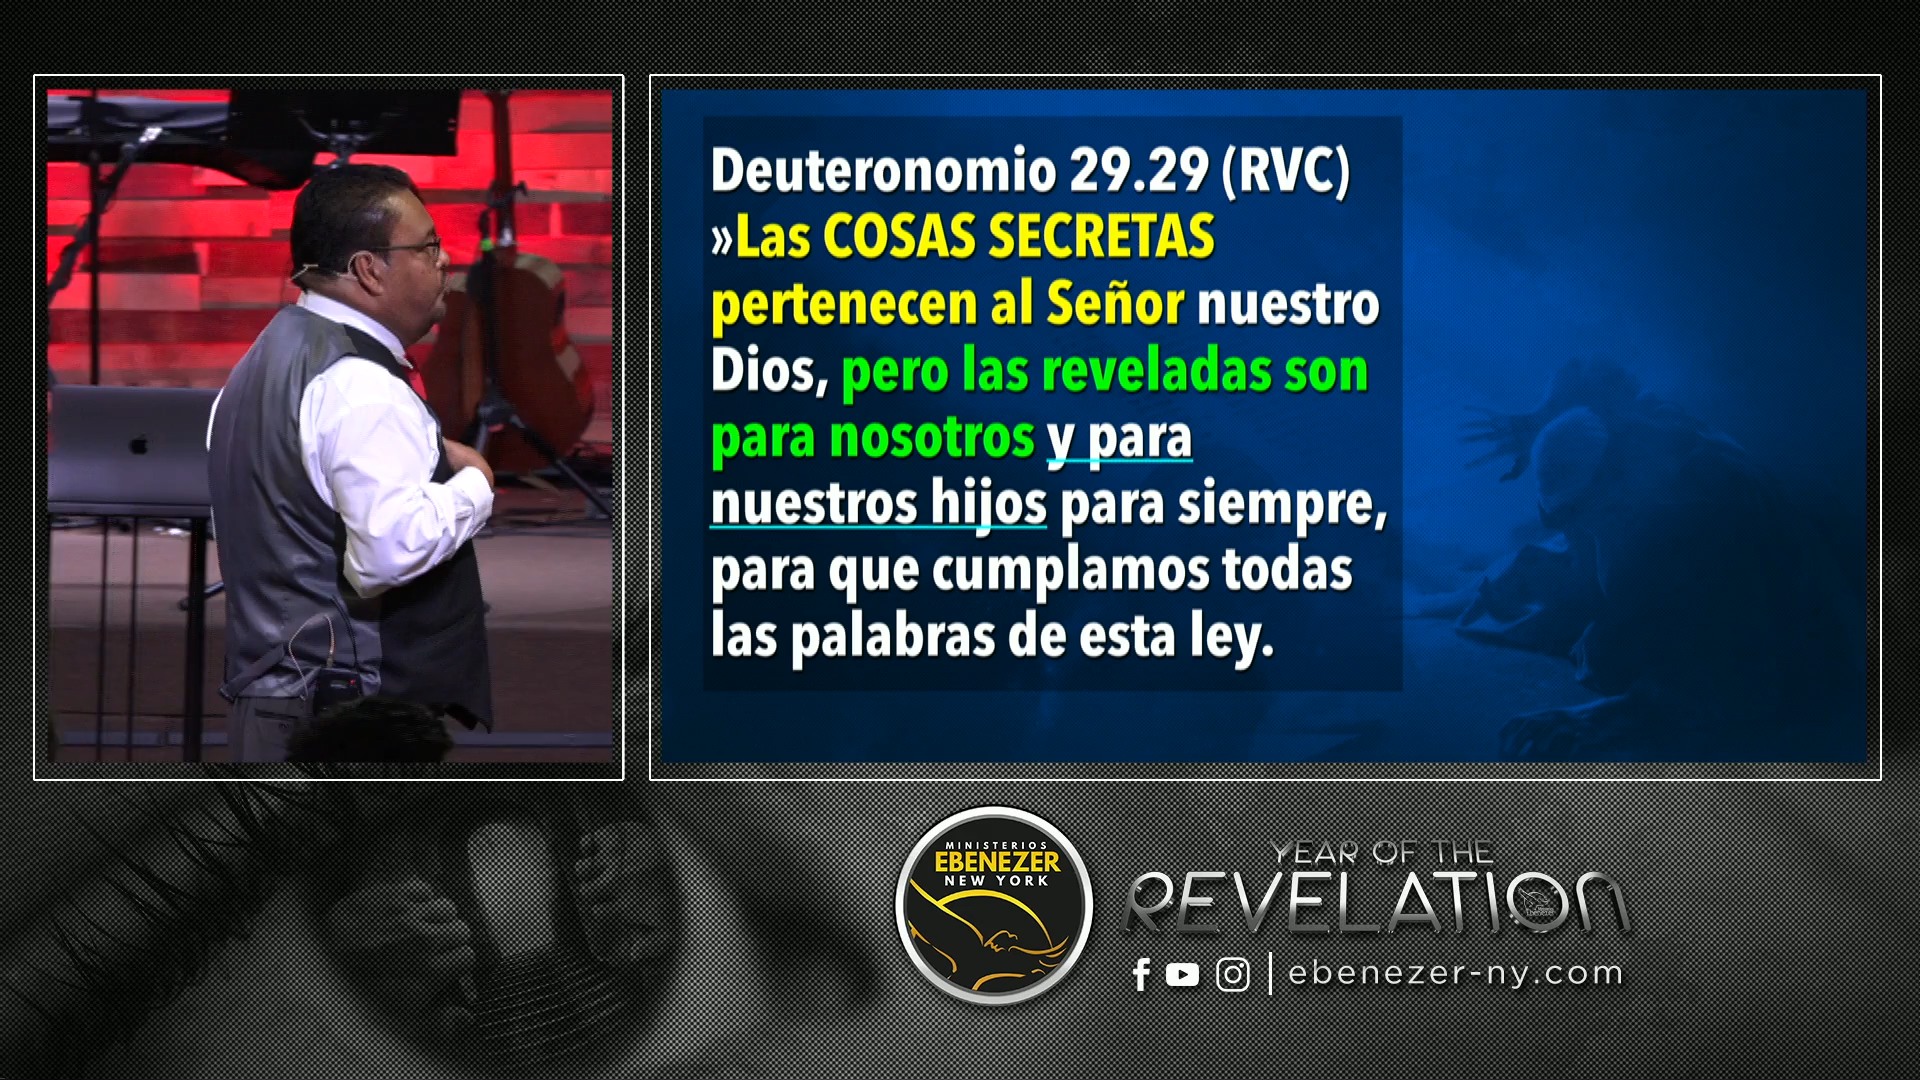 Deuteronomio 29.29 (RVC)
»Las COSAS SECRETAS
pertenecen al Señor nuestro
Dios, pero las reveladas son
para nosotros y para
nuestros hijos para siempre,
para que cumplamos todas
las palabras de esta ley.
MINISTERIOS
EBENEZER
NEW YORK
YEAR OF THE
REVELATION
ebenezer-ny.com